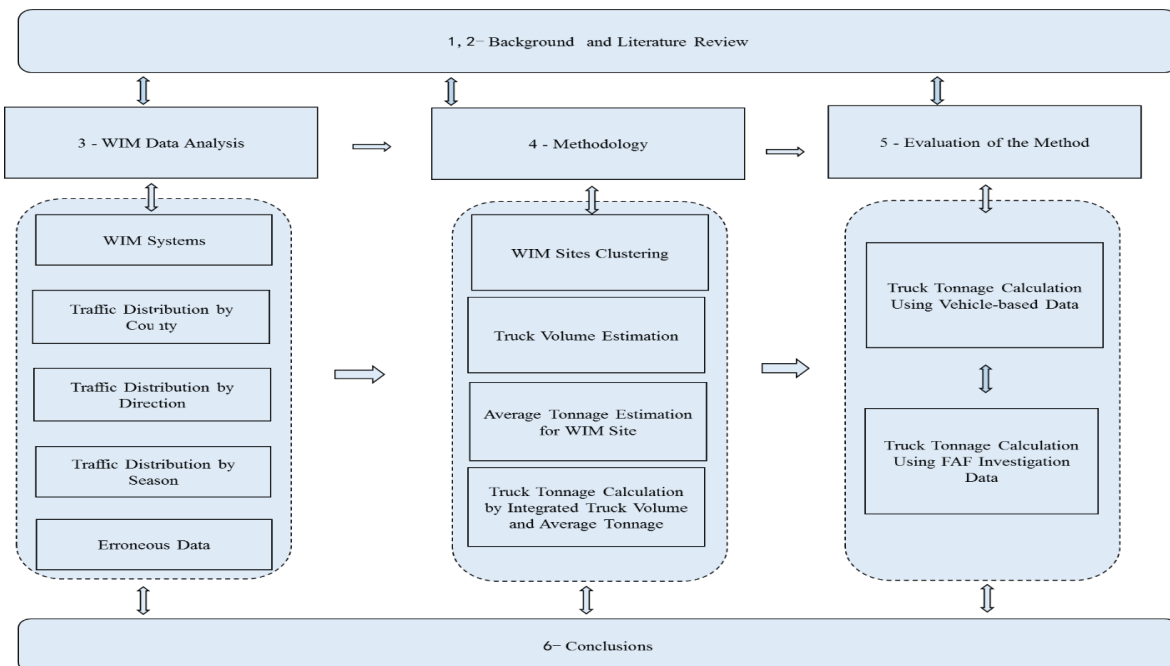 1, 2- Background and Literature Review
3 - WIM Data Analysis
4 - Methodology
5 - Evaluation of the Method
WIM Systems
Traffic Distribution by
County
Traffic Distribution by
Direction
Traffic Distribution by
Season
Erroneous Data
WIM Sites Clustering
Truck Volume Estimation
Average Tonnage Estimation
for WIM Site
Truck Tonnage Calculation
by Integrated Truck Volume
and Average Tonnage
Truck Tonnage Calculation
Using Vehicle-based Data
Truck Tonnage Calculation
Using FAF Investigation
Data
6- Conclusions